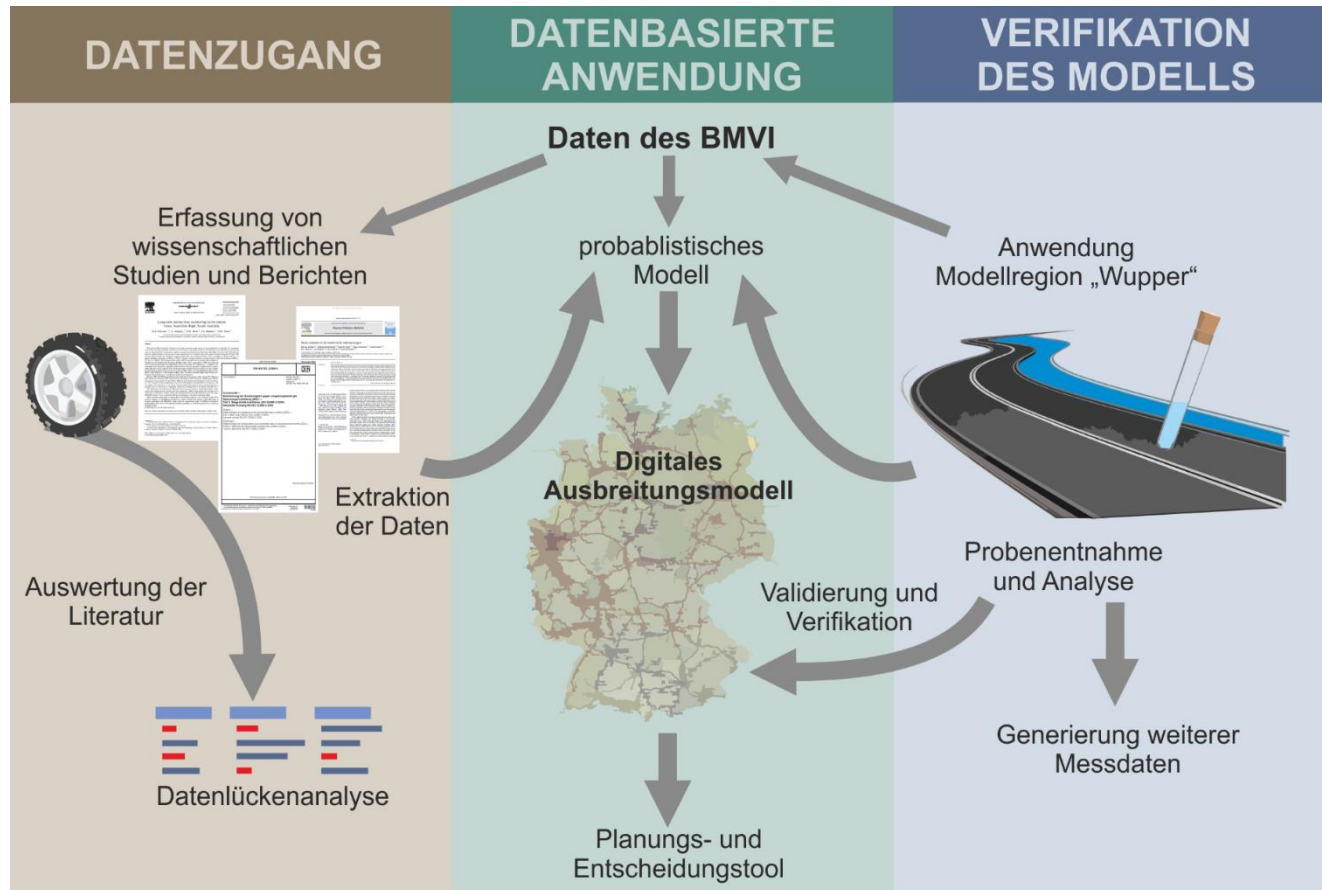 DATENZUGANG
DATENBASIERTE
ANWENDUNG
VERIFIKATION
DES MODELLS
Daten des BMVI
Erfassung von
wissenschaftlichen
Studien und Berichten
probablistisches
Modell
Anwendung
Modellregion „Wupper“
Digitales
Ausbreitungsmodell
Extraktion
der Daten
Auswertung der
Literatur
Probenentnahme
und Analyse
Validierung und
Verifikation
Generierung weiterer
Messdaten
Datenlückenanalyse
Planungs- und
Entscheidungstool